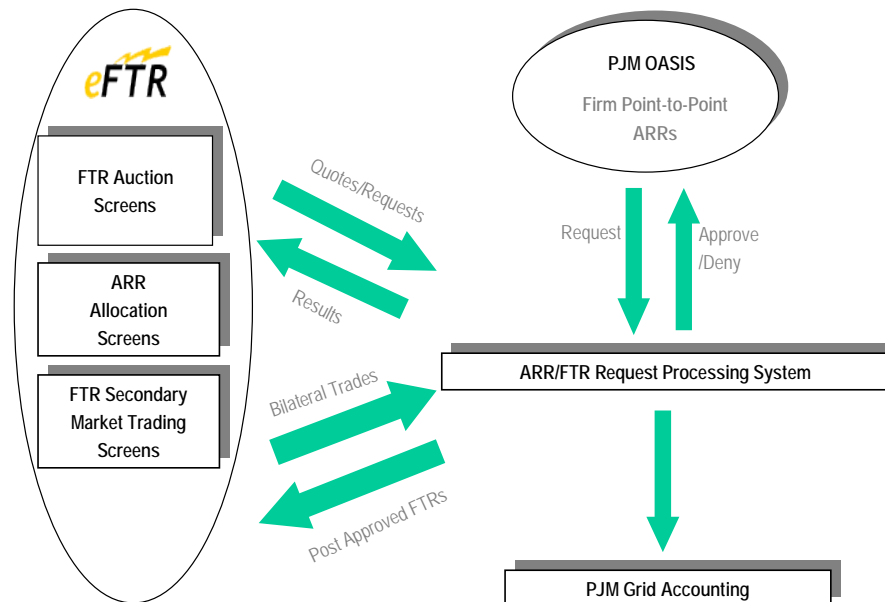 eFTR
FTR Auction
Screens
ARR
Allocation
Screens
FTR Secondary
Market Trading
Screens
Quotes/Requests
Results
Bilateral Trades
Post Approved FTRs
PJM OASIS
Firm Point-to-Point
ARRs
Request
Approve
/Deny
ARR/FTR Request Processing System
PJM Grid Accounting